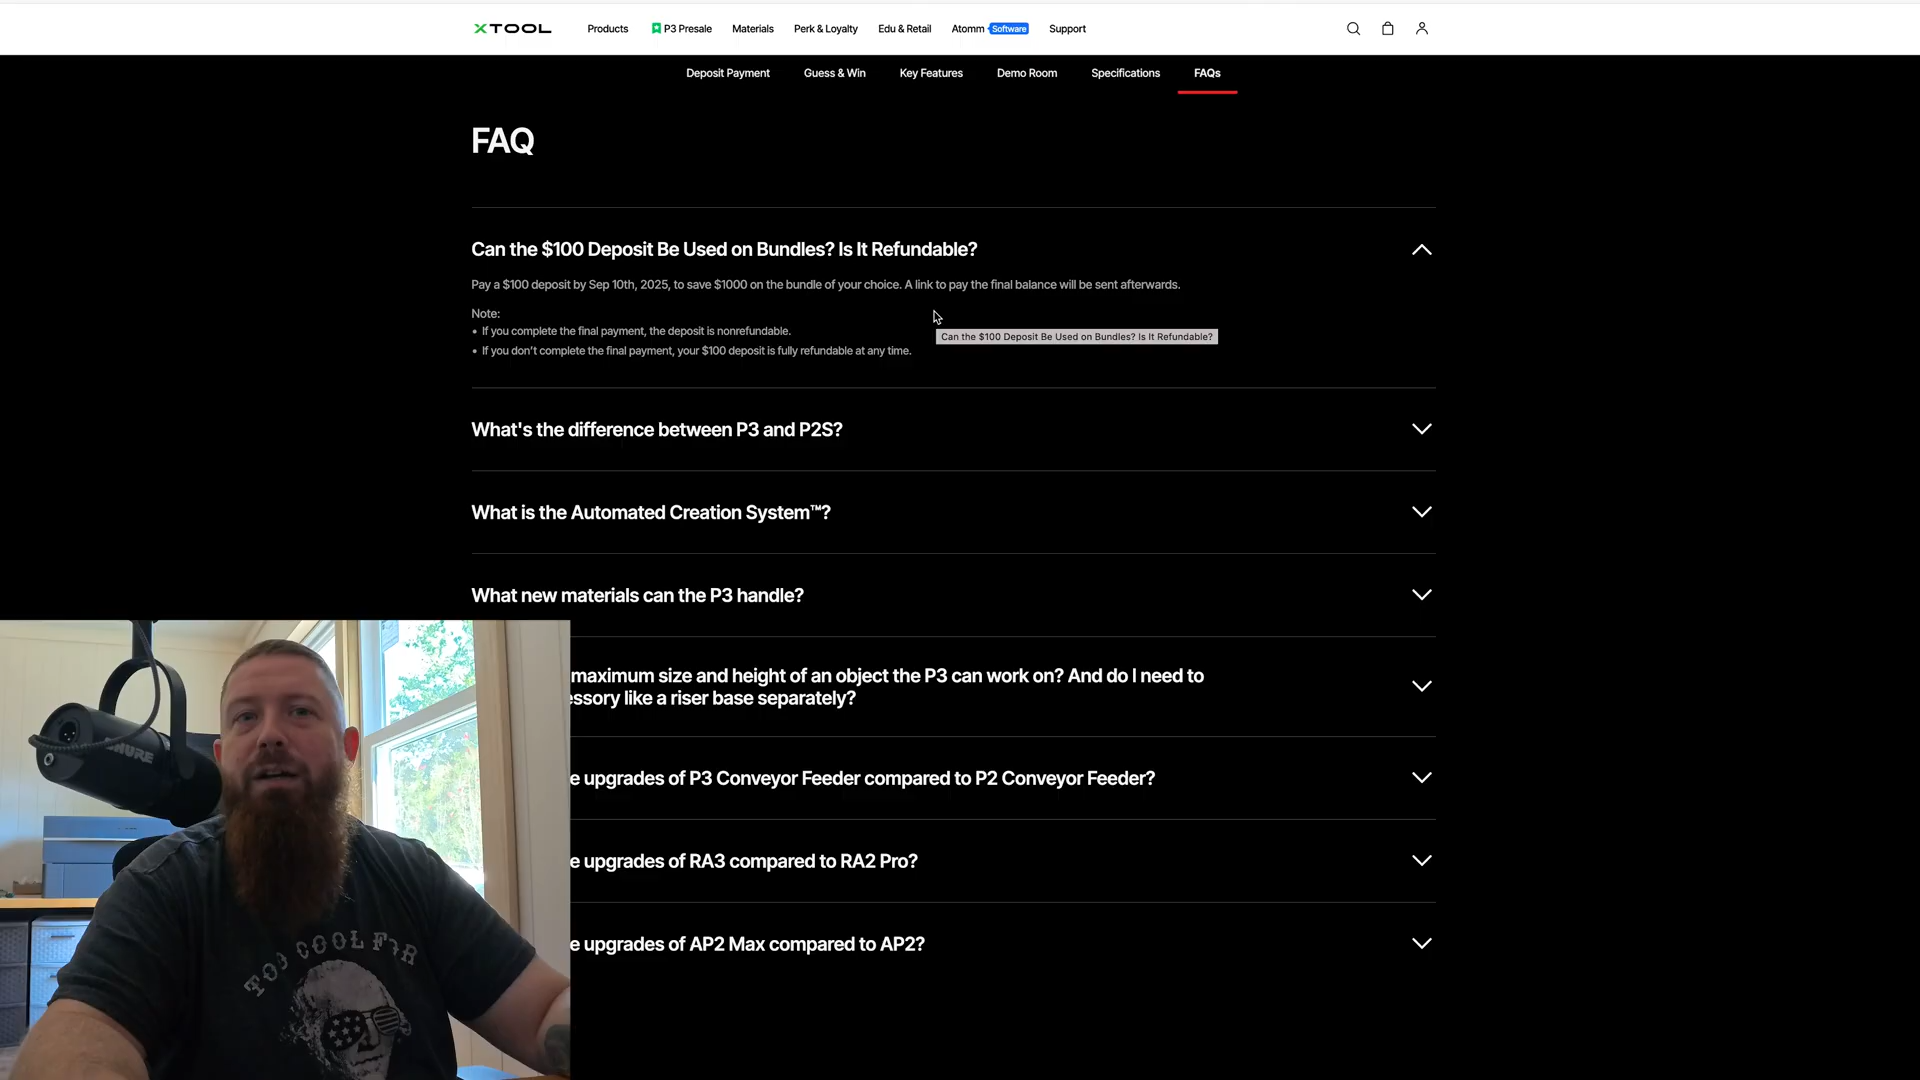 XTOOL
Products
P3 Presale
Materials
Perk & Loyalty
Edu & Retail
Atomm Software
Support
Deposit Payment
Guess & Win
Key Features
Demo Room
Specifications
FAQs
FAQ
Can the $100 Deposit Be Used on Bundles? Is It Refundable?
Pay a $100 deposit by Sep 10th, 2025, to save $1000 on the bundle of your choice. A link to pay the final balance will be sent afterwards.
Note:
• If you complete the final payment, the deposit is nonrefundable.
Can the $100 Deposit Be Used on Bundles? Is It Refundable?
• If you don't complete the final payment, your $100 deposit is fully refundable at any time.
What's the difference between P3 and P2S?
What is the Automated Creation System™?
What new materials can the P3 handle?
maximum size and height of an object the P3 can work on? And do I need to
essory like a riser base separately?
e upgrades of P3 Conveyor Feeder compared to P2 Conveyor Feeder?
e upgrades of RA3 compared to RA2 Pro?
e upgrades of AP2 Max compared to AP2?
SHURE
TOO COOL FOR